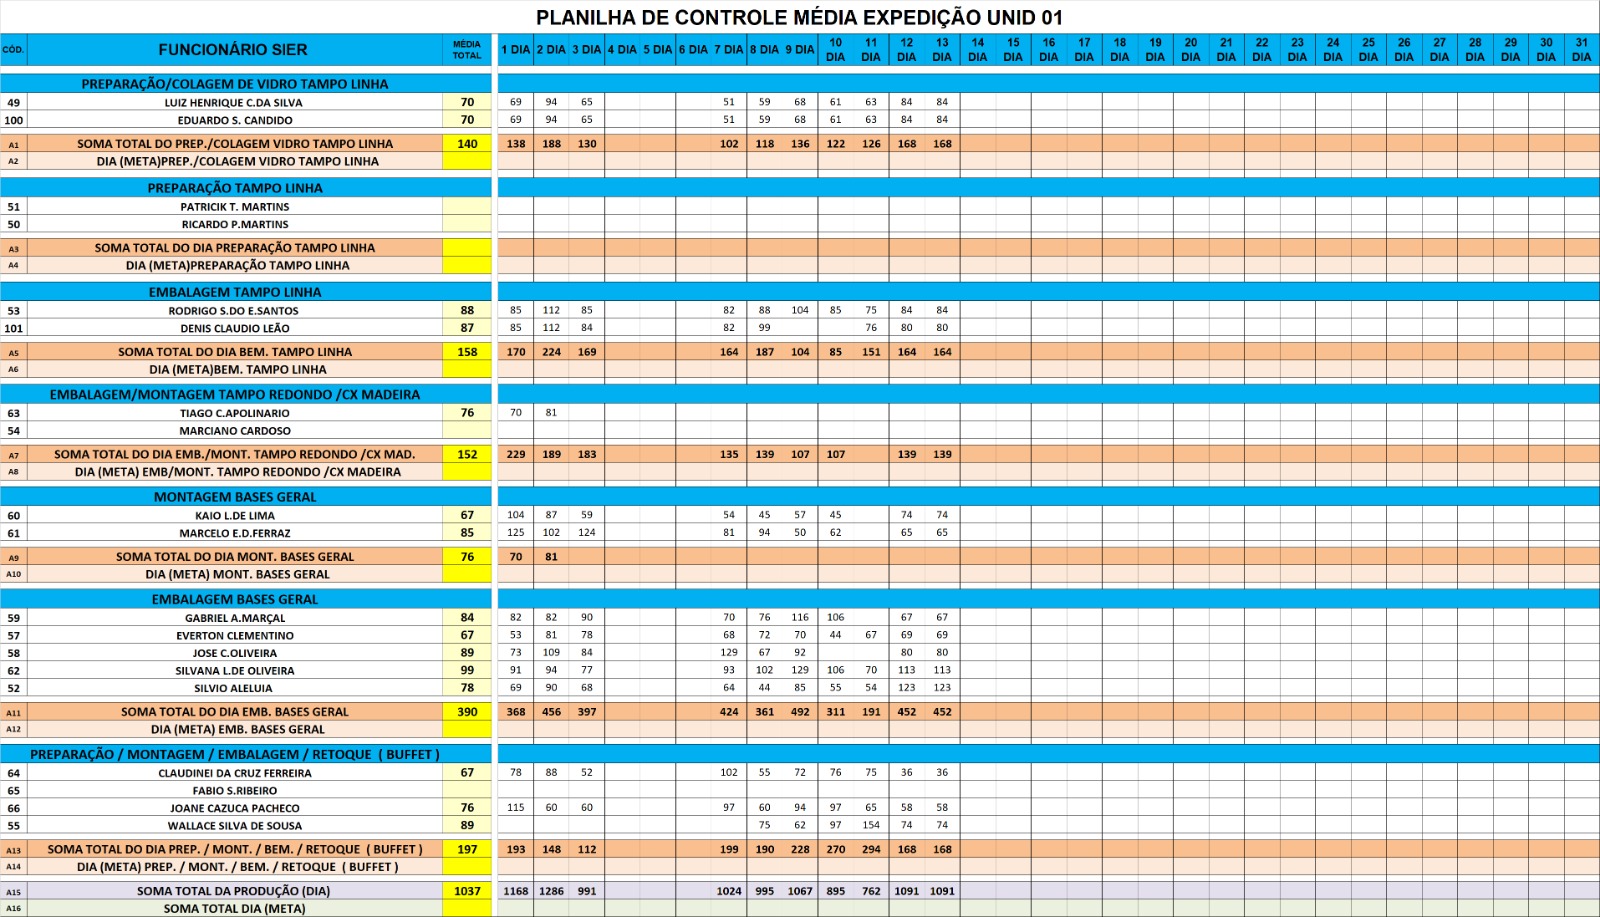 PLANILHA DE CONTROLE MÉDIA EXPEDIÇÃO UNID 01
CÓD. FUNCIONÁRIO SIER MÉDIA TOTAL 1 DIA 2 DIA 3 DIA 4 DIA 5 DIA 6 DIA 7 DIA 8 DIA 9 DIA 10 DIA 11 DIA 12 DIA 13 DIA 14 DIA 15 DIA 16 DIA 17 DIA 18 DIA 19 DIA 20 DIA 21 DIA 22 DIA 23 DIA 24 DIA 25 DIA 26 DIA 27 DIA 28 DIA 29 DIA 30 DIA 31 DIA
PREPARAÇÃO/COLAGEM DE VIDRO TAMPO LINHA
49 LUIZ HENRIQUE C.DA SILVA 70 69 94 65 51 59 68 61 63 84 84
100 EDUARDO S. CANDIDO 70 69 94 65 51 59 68 61 63 84 84
A1 SOMA TOTAL DO PREP./COLAGEM VIDRO TAMPO LINHA 140 138 188 130 102 118 136 122 126 168 168
A2 DIA (META)PREP./COLAGEM VIDRO TAMPO LINHA
PREPARAÇÃO TAMPO LINHA
51 PATRICIK T. MARTINS
50 RICARDO P.MARTINS
A3 SOMA TOTAL DO DIA PREPARAÇÃO TAMPO LINHA
A4 DIA (META)PREPARAÇÃO TAMPO LINHA
EMBALAGEM TAMPO LINHA
53 RODRIGO S.DO E.SANTOS 88 85 112 85 82 88 104 85 75 84 84
101 DENIS CLAUDIO LEÃO 87 85 112 84 82 99 76 80 80
A5 SOMA TOTAL DO DIA BEM. TAMPO LINHA 158 170 224 169 164 187 104 85 151 164 164
A6 DIA (META)BEM. TAMPO LINHA
EMBALAGEM/MONTAGEM TAMPO REDONDO /CX MADEIRA
63 TIAGO C.APOLINARIO 76 70 81
54 MARCIANO CARDOSO
A7 SOMA TOTAL DO DIA EMB./MONT. TAMPO REDONDO /CX MAD. 152 229 189 183 135 139 107 107 139 139
A8 DIA (META) EMB/MONT. TAMPO REDONDO /CX MADEIRA
MONTAGEM BASES GERAL
60 KAIO L.DE LIMA 67 104 87 59 54 45 57 45 74 74
61 MARCELO E.D.FERRAZ 85 125 102 124 81 94 50 62 65 65
A9 SOMA TOTAL DO DIA MONT. BASES GERAL 76 70 81
A10 DIA (META) MONT. BASES GERAL
EMBALAGEM BASES GERAL
59 GABRIEL A.MARÇAL 84 82 82 90 70 76 116 106 67 67
57 EVERTON CLEMENTINO 67 53 81 78 68 72 70 44 67 69 69
58 JOSE C.OLIVEIRA 89 73 109 84 129 67 92 80 80
62 SILVANA L.DE OLIVEIRA 99 91 94 77 93 102 129 106 70 113 113
52 SILVIO ALELUIA 78 69 90 68 64 44 85 55 54 123 123
A11 SOMA TOTAL DO DIA EMB. BASES GERAL 390 368 456 397 424 361 492 311 191 452 452
A12 DIA (META) EMB. BASES GERAL
PREPARAÇÃO / MONTAGEM / EMBALAGEM / RETOQUE ( BUFFET )
64 CLAUDINEI DA CRUZ FERREIRA 67 78 88 52 102 55 72 76 75 36 36
65 FABIO S.RIBEIRO
66 JOANE CAZUCA PACHECO 76 115 60 60 97 60 94 97 65 58 58
55 WALLACE SILVA DE SOUSA 89 75 62 97 154 74 74
A13 SOMA TOTAL DO DIA PREP. / MONT. / BEM. / RETOQUE ( BUFFET ) 197 193 148 112 199 190 228 270 294 168 168
A14 DIA (META) PREP. / MONT. / BEM. / RETOQUE ( BUFFET )
A15 SOMA TOTAL DA PRODUÇÃO (DIA) 1037 1168 1286 991 1024 995 1067 895 762 1091 1091
A16 SOMA TOTAL DIA (META)